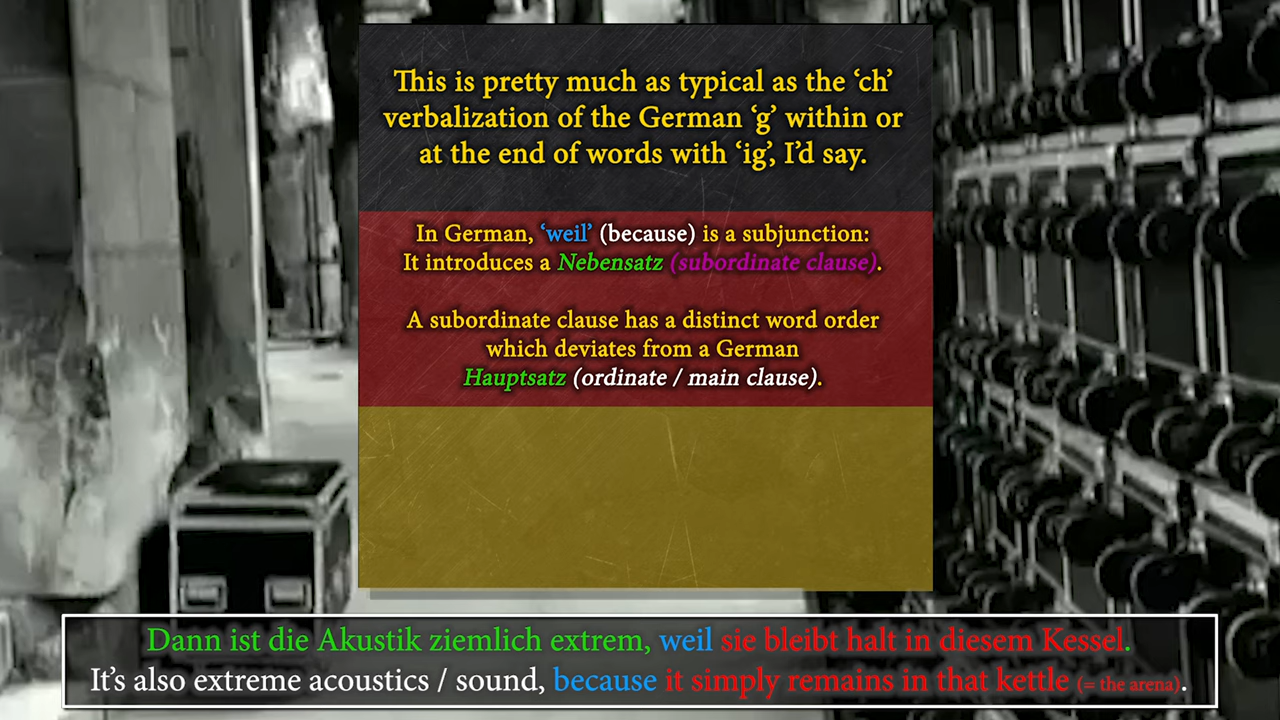 This is pretty much as typical as the ‘ch’
verbalization of the German ‘g’ within or
at the end of words with ‘ig’, I’d say.
In German, ‘weil’ (because) is a subjunction:
It introduces a Nebensatz (subordinate clause).
A subordinate clause has a distinct word order
which deviates from a German
Hauptsatz (ordinate / main clause).
Dann ist die Akustik ziemlich extrem, weil sie bleibt halt in diesem Kessel.
It’s also extreme acoustics / sound, because it simply remains in that kettle (= the arena).